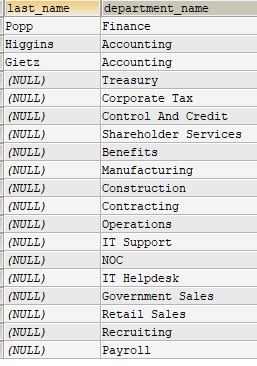 last_name department_name
Popp Finance
Higgins Accounting
Gietz Accounting
(NULL) Treasury
(NULL) Corporate Tax
(NULL) Control And Credit
(NULL) Shareholder Services
(NULL) Benefits
(NULL) Manufacturing
(NULL) Construction
(NULL) Contracting
(NULL) Operations
(NULL) IT Support
(NULL) NOC
(NULL) IT Helpdesk
(NULL) Government Sales
(NULL) Retail Sales
(NULL) Recruiting
(NULL) Payroll